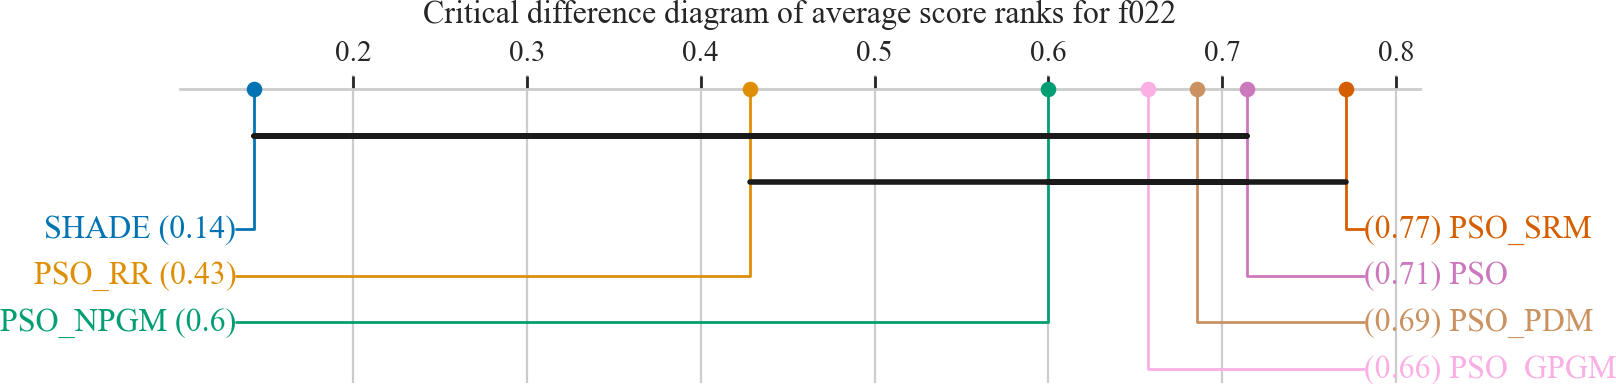 Critical difference diagram of average score ranks for f022
0.2 0.3 0.4 0.5 0.6 0.7 0.8
SHADE (0.14) (0.77) PSO_SRM
PSO_RR (0.43) (0.71) PSO
PSO_NPGM (0.6) (0.69) PSO_PDM
(0.66) PSO_GPGM